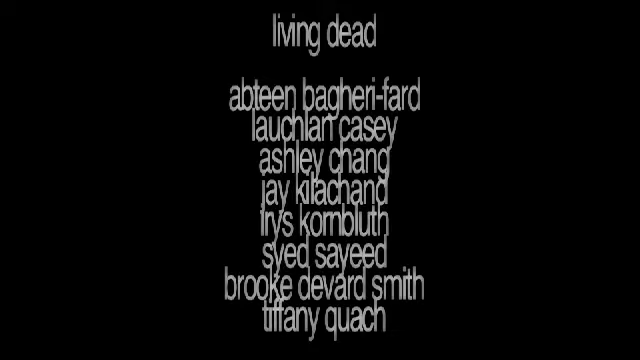 living dead
abteen bagheri-fard
lauchlan casey
ashley chang
jay kilachand
irys kornbluth
syed sayeed
brooke devard smith
tiffany quach